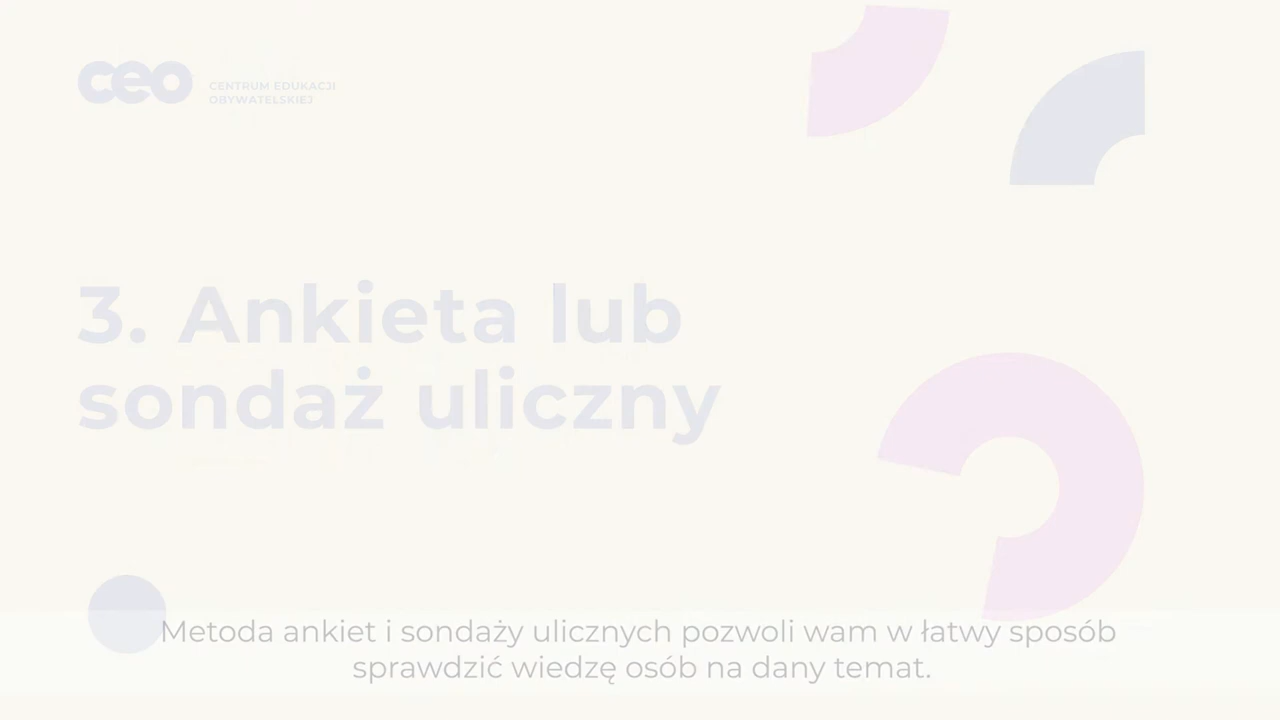 ceo
CENTRUM EDUKACJI
OBYWATELSKIEJ
3. Ankieta lub
sondaż uliczny
Metoda ankiet i sondaży ulicznych pozwoli wam w łatwy sposób
sprawdzić wiedzę osób na dany temat.